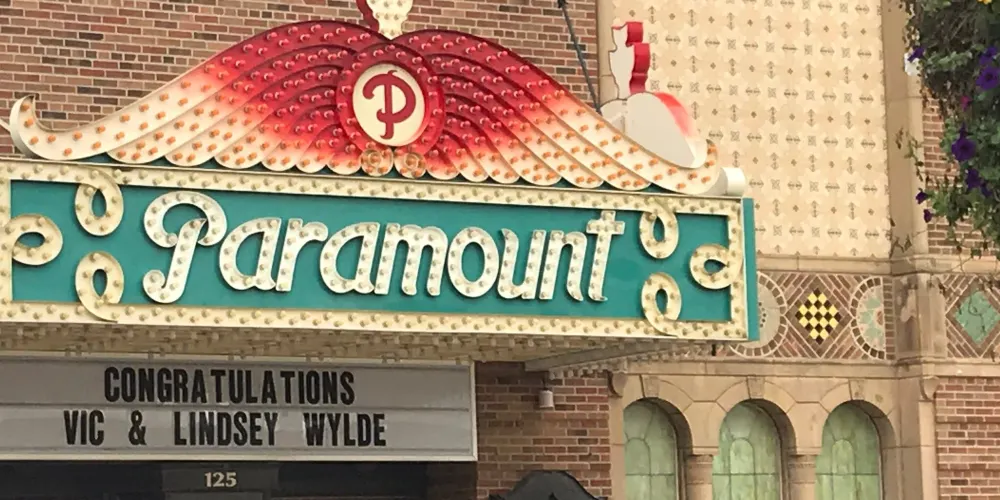 P
Paramount
CONGRATULATIONS
VIC & LINDSEY WYLDE
125